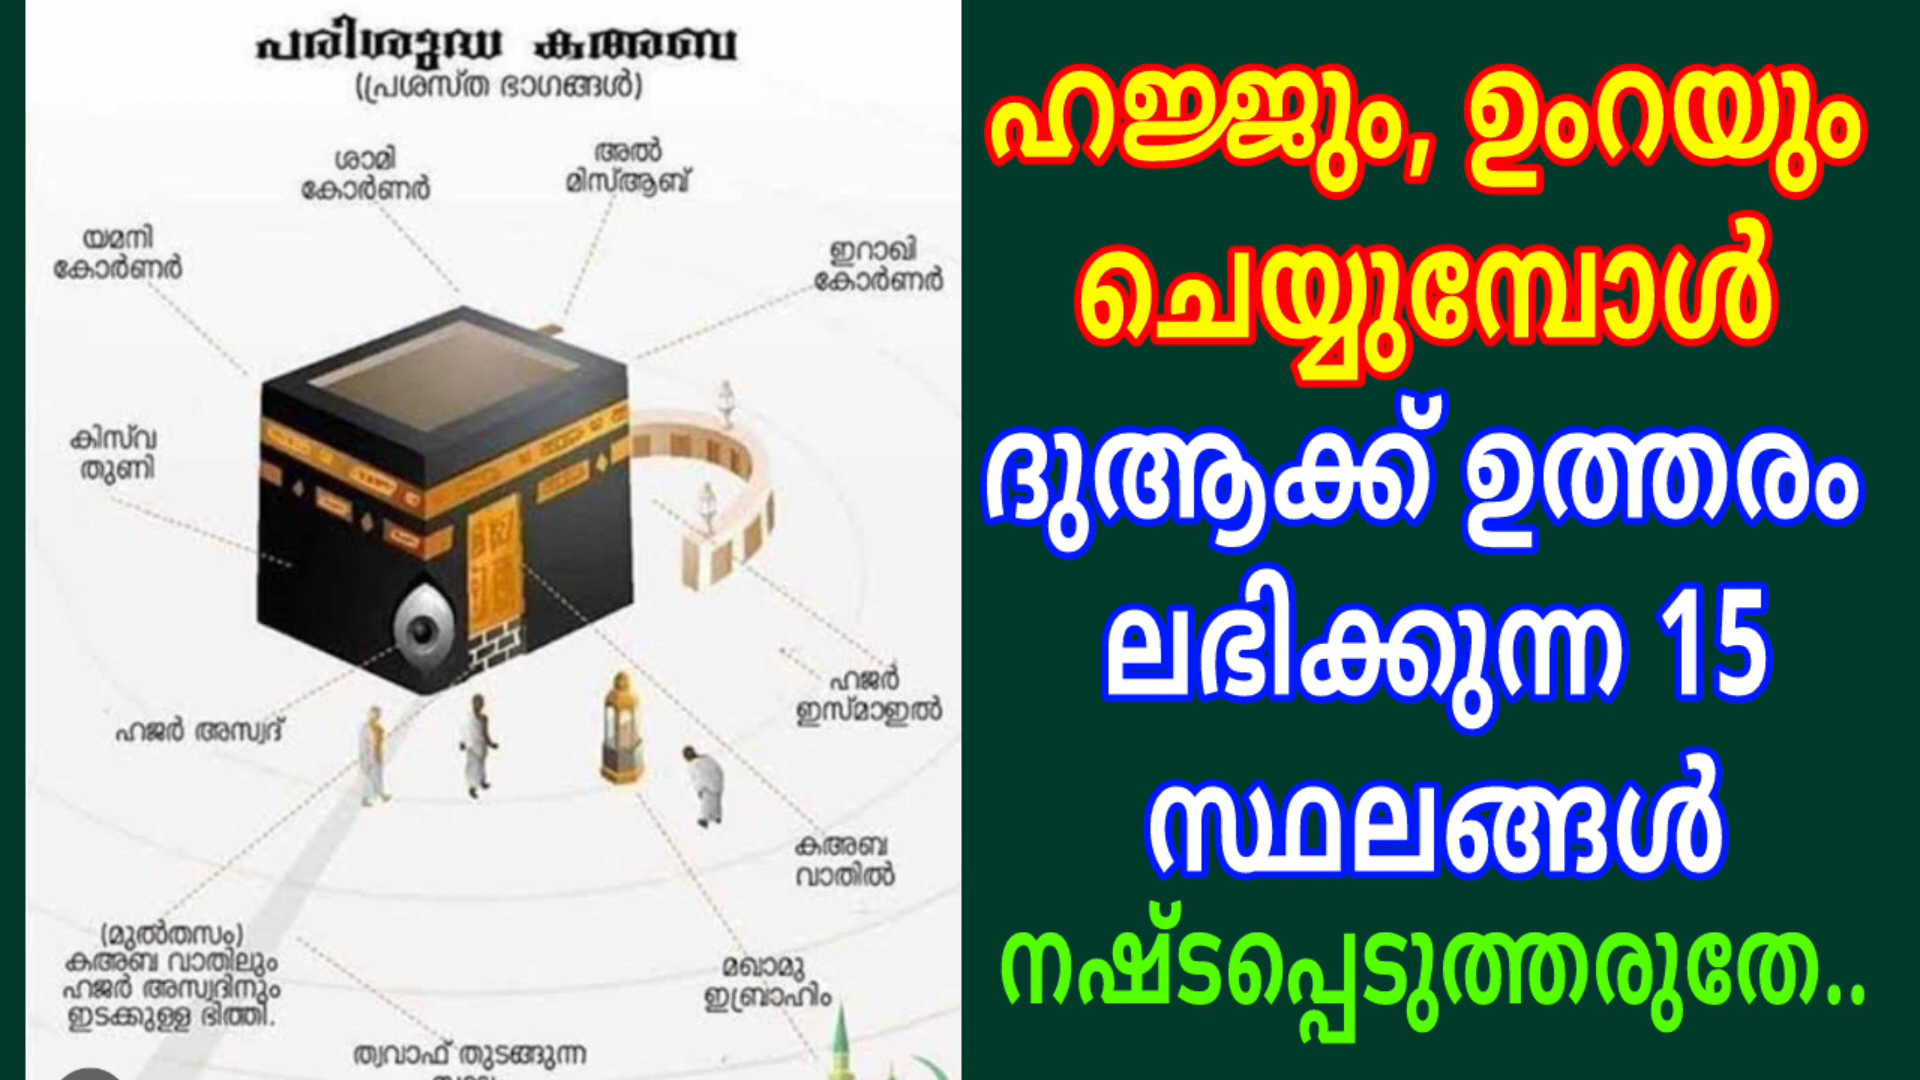 പരിശുദ്ധ കഅബ
(പ്രശസ്ത ഭാഗങ്ങൾ)
ശാമി
കോർണർ
അൽ
മിസ്ആബ്
യമനി
കോർണർ
ഇറാഖി
കോർണർ
കിസ്‌വ
തുണി
ഹജർ
ഇസ്മാഇൽ
ഹജർ അസ്വദ്
കഅബ
വാതിൽ
(മുൽതസം)
കഅബ വാതിലും
ഹജർ അസ്വദിനും
ഇടക്കുള്ള ഭിത്തി.
മഖാമു
ഇബ്രാഹിം
ത്വവാഫ് തുടങ്ങുന്ന
ഹജ്ജും, ഉംറയും
ചെയ്യുമ്പോൾ
ദുആക്ക് ഉത്തരം
ലഭിക്കുന്ന 15
സ്ഥലങ്ങൾ
നഷ്ടപ്പെടുത്തരുതേ..